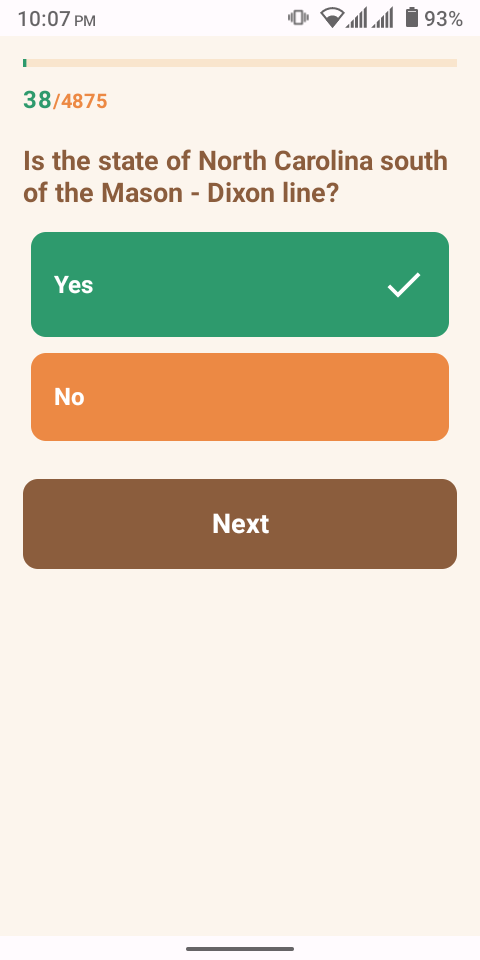 10:07 PM 93%
38/4875
Is the state of North Carolina south
of the Mason - Dixon line?
Yes
No
Next